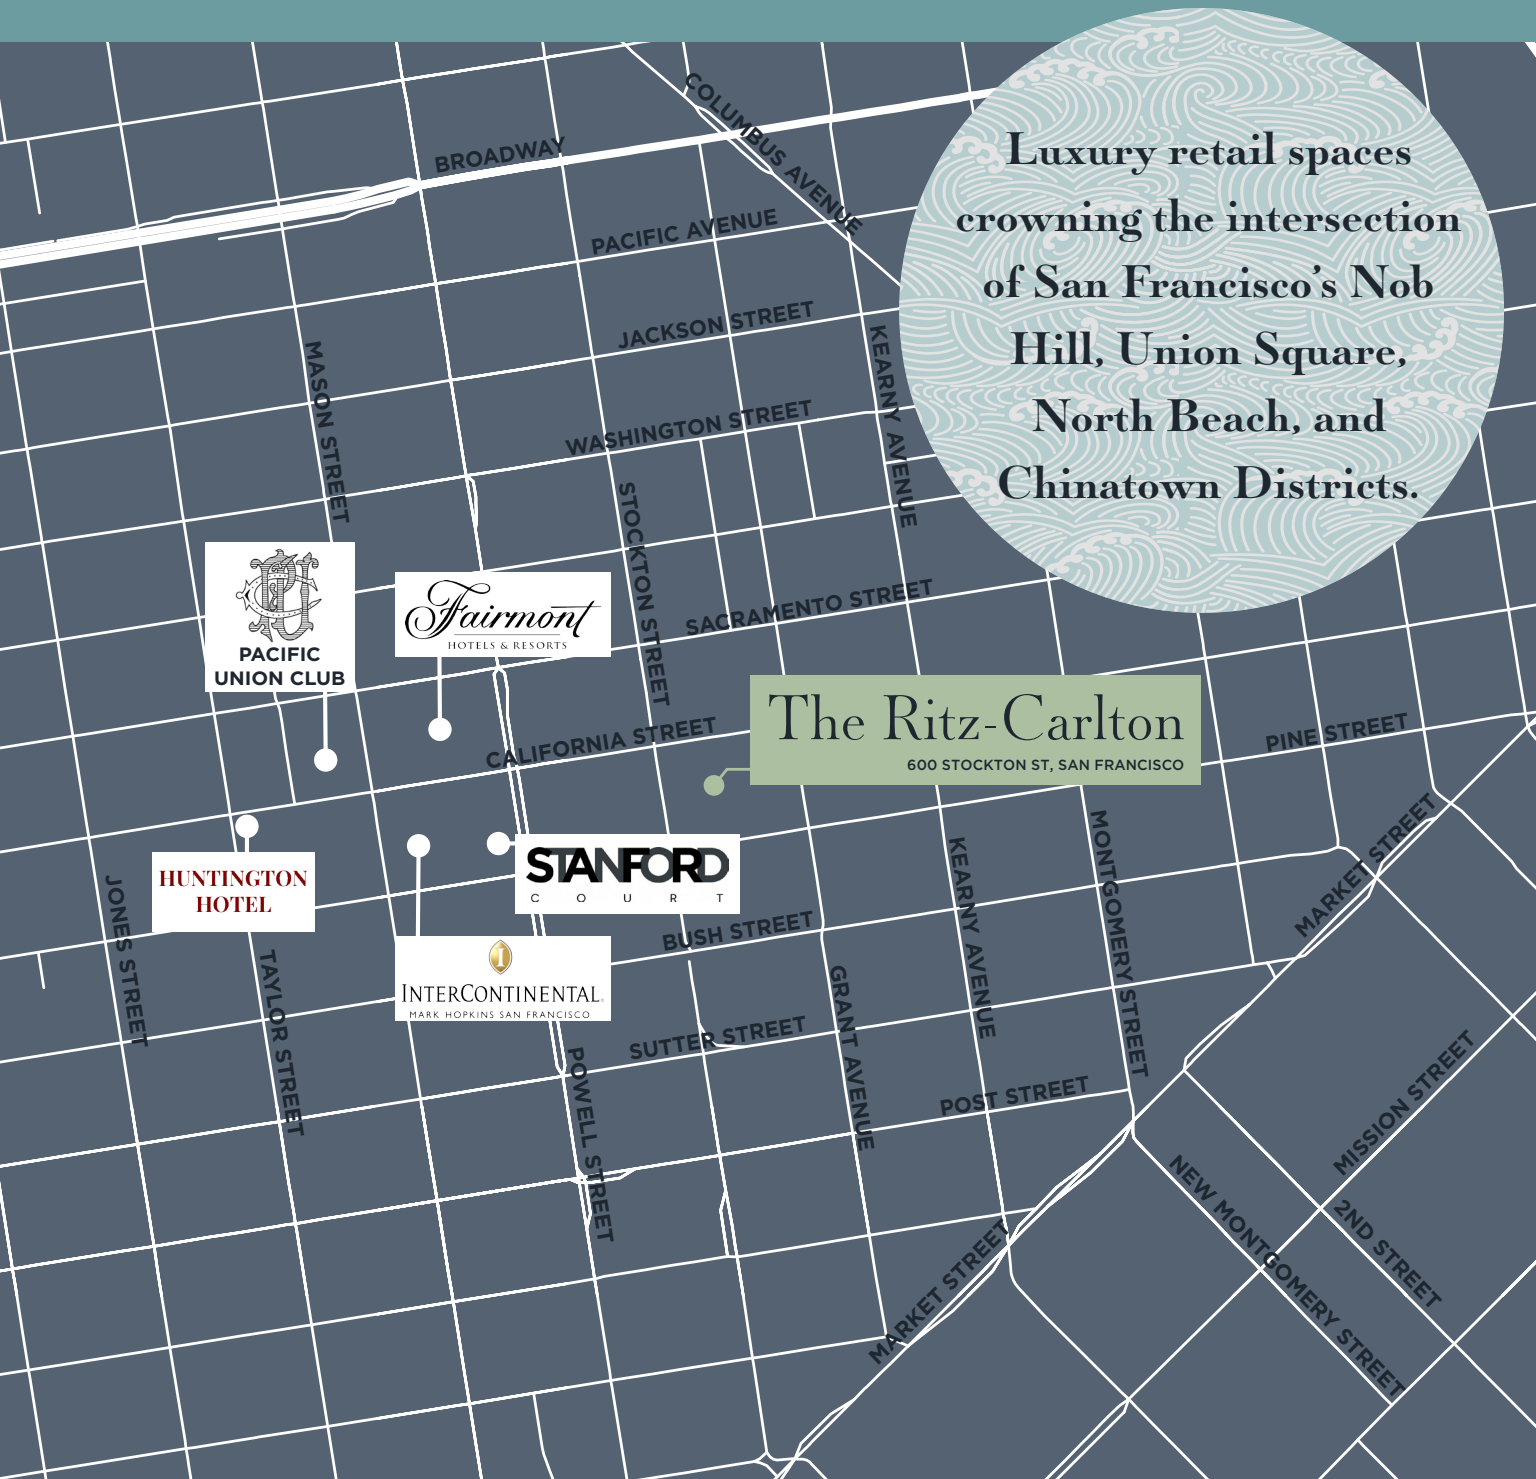 Luxury retail spaces
crowning the intersection
of San Francisco’s Nob
Hill, Union Square,
North Beach, and
Chinatown Districts.
COLUMBUS AVENUE
BROADWAY
PACIFIC AVENUE
JACKSON STREET
KEARNY AVENUE
MASON STREET
WASHINGTON STREET
STOCKTON STREET
SACRAMENTO STREET
PUC
PACIFIC
UNION CLUB
Fairmont
HOTELS & RESORTS
CALIFORNIA STREET
The Ritz-Carlton
600 STOCKTON ST, SAN FRANCISCO
PINE STREET
MARKET STREET
HUNTINGTON
HOTEL
STANFORD
COURT
MONTGOMERY STREET
KEARNY AVENUE
JONES STREET
TAYLOR STREET
BUSH STREET
I
INTERCONTINENTAL®
MARK HOPKINS SAN FRANCISCO
GRANT AVENUE
SUTTER STREET
POWELL STREET
POST STREET
MISSION STREET
NEW MONTGOMERY STREET
2ND STREET
MARKET STREET